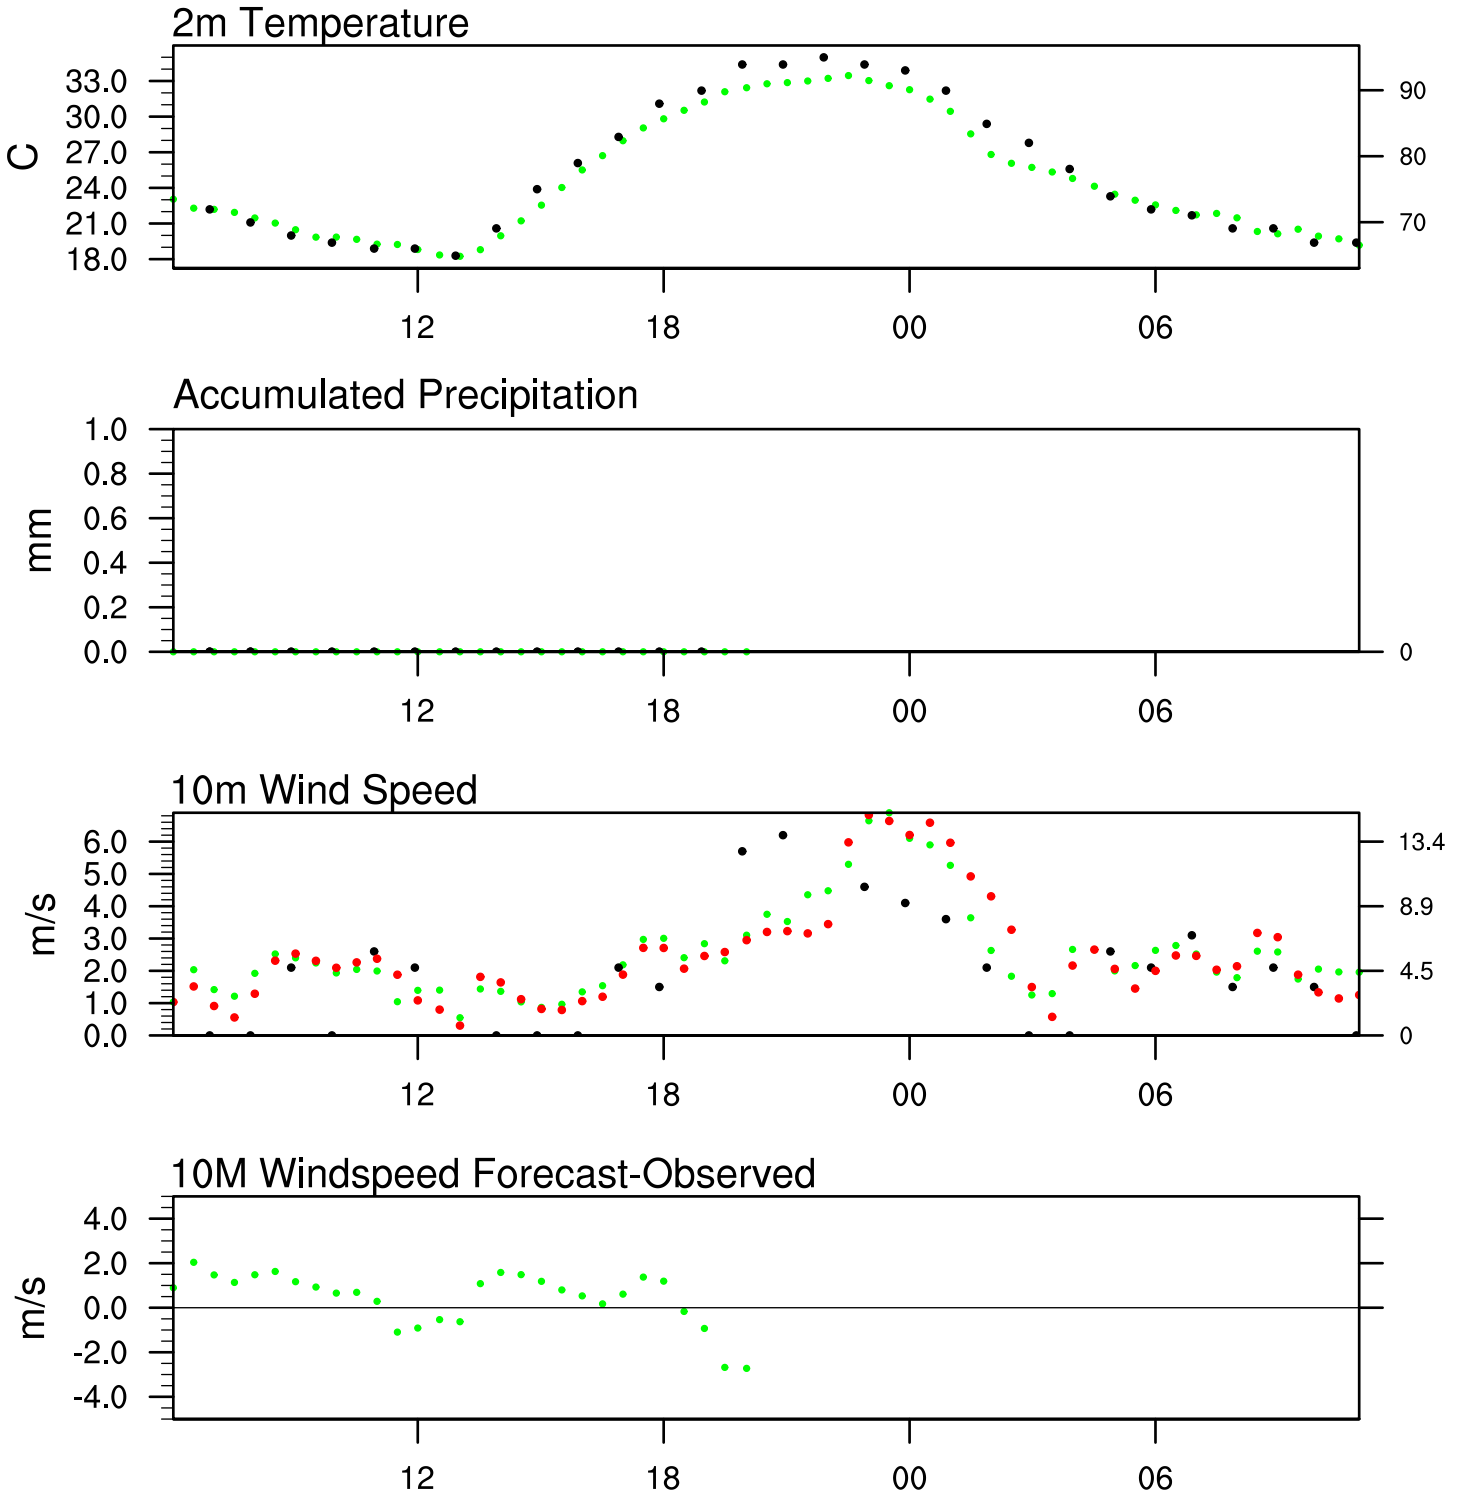 2m Temperature
33.0
30.0
27.0
24.0
21.0
18.0
C
90
80
70
12 18 00 06
Accumulated Precipitation
1.0
0.8
0.6
0.4
0.2
0.0
mm
0
12 18 00 06
10m Wind Speed
6.0
5.0
4.0
3.0
2.0
1.0
0.0
m/s
13.4
8.9
4.5
0
12 18 00 06
10M Windspeed Forecast-Observed
4.0
2.0
0.0
-2.0
-4.0
m/s
12 18 00 06